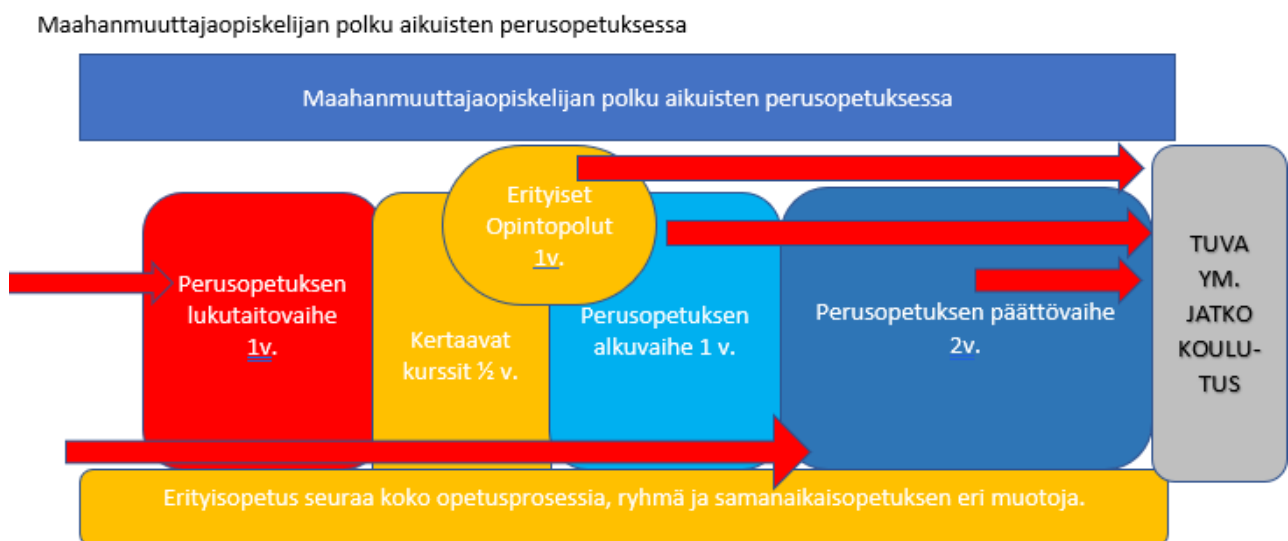 Maahanmuuttajaopiskelijan polku aikuisten perusopetuksessa
Maahanmuuttajaopiskelijan polku aikuisten perusopetuksessa
Erityiset
Opintopolut
1v.
Perusopetuksen
lukutaitovaihe
1v.
Kertaavat
kurssit ½ v.
Perusopetuksen
alkuvaihe 1 v.
Perusopetuksen päättövaihe
2v.
TUVA
YM.
JATKO
KOULU-
TUS
Erityisopetus seuraa koko opetusprosessia, ryhmä ja samanaikaisopetuksen eri muotoja.